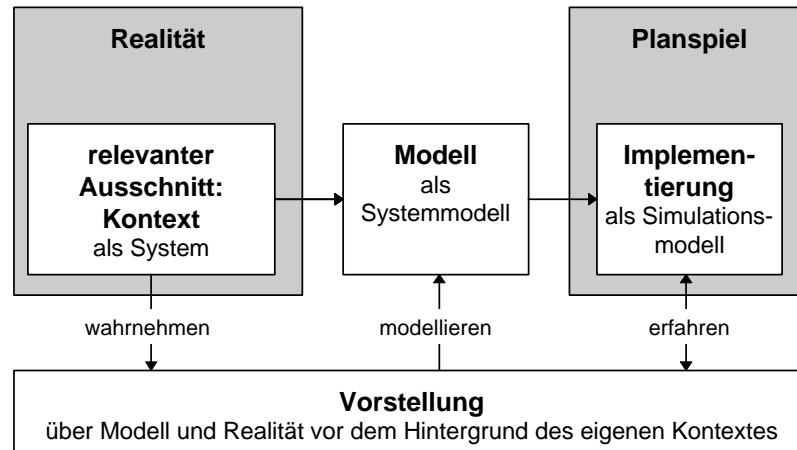 Realität
Planspiel
relevanter
Ausschnitt:
Kontext
als System
Modell
als
Systemmodell
Implemen-
tierung
als Simulations-
modell
wahrnehmen
modellieren
erfahren
Vorstellung
über Modell und Realität vor dem Hintergrund des eigenen Kontextes